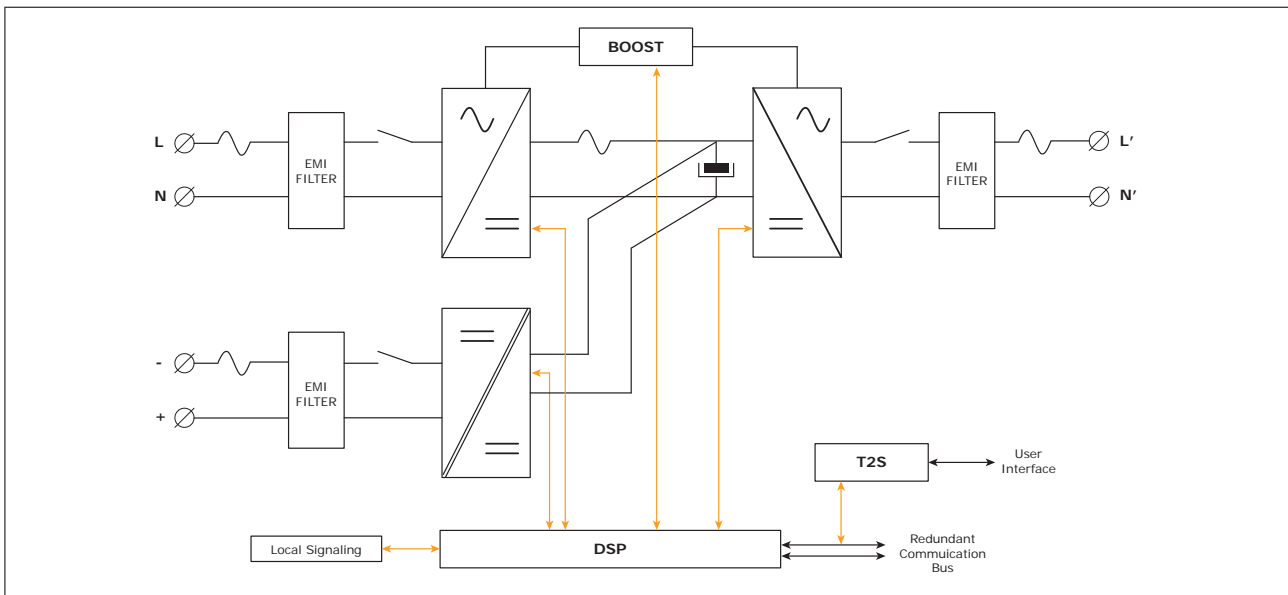 BOOST
L
EMI
FILTER
L'
N
EMI
FILTER
N'
-
EMI
FILTER
+
T2S
User
Interface
Local Signaling
DSP
Redundant
Commuication
Bus